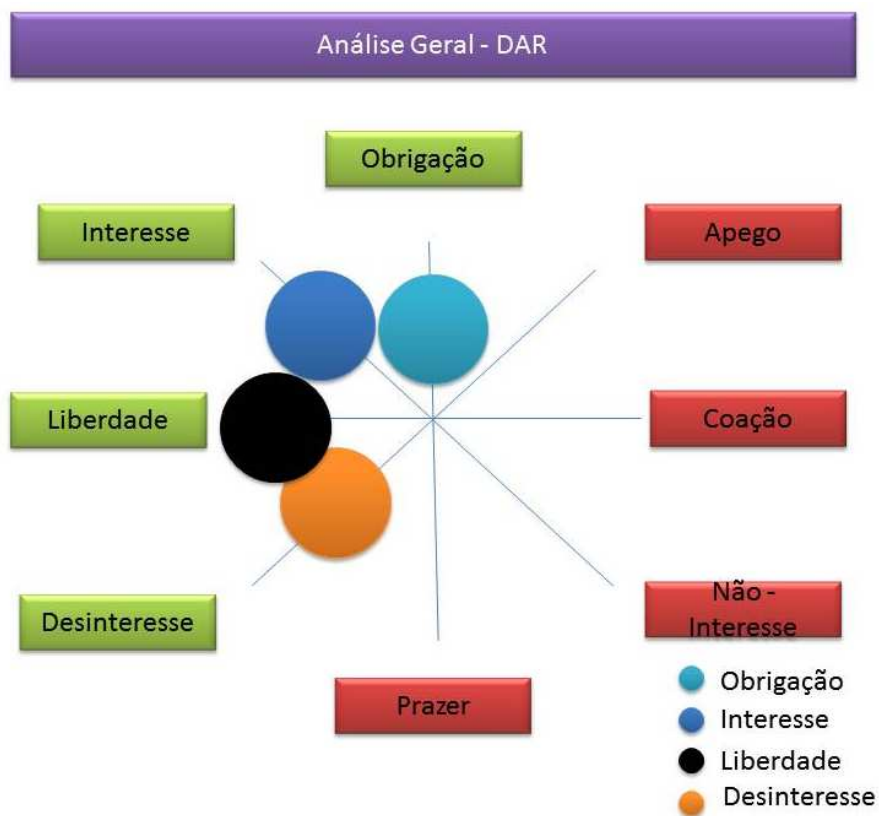 Análise Geral - DAR
Obrigação
Interesse
Apego
Liberdade
Coação
Desinteresse
Não -
Interesse
Prazer
Obrigação
Interesse
Liberdade
Desinteresse